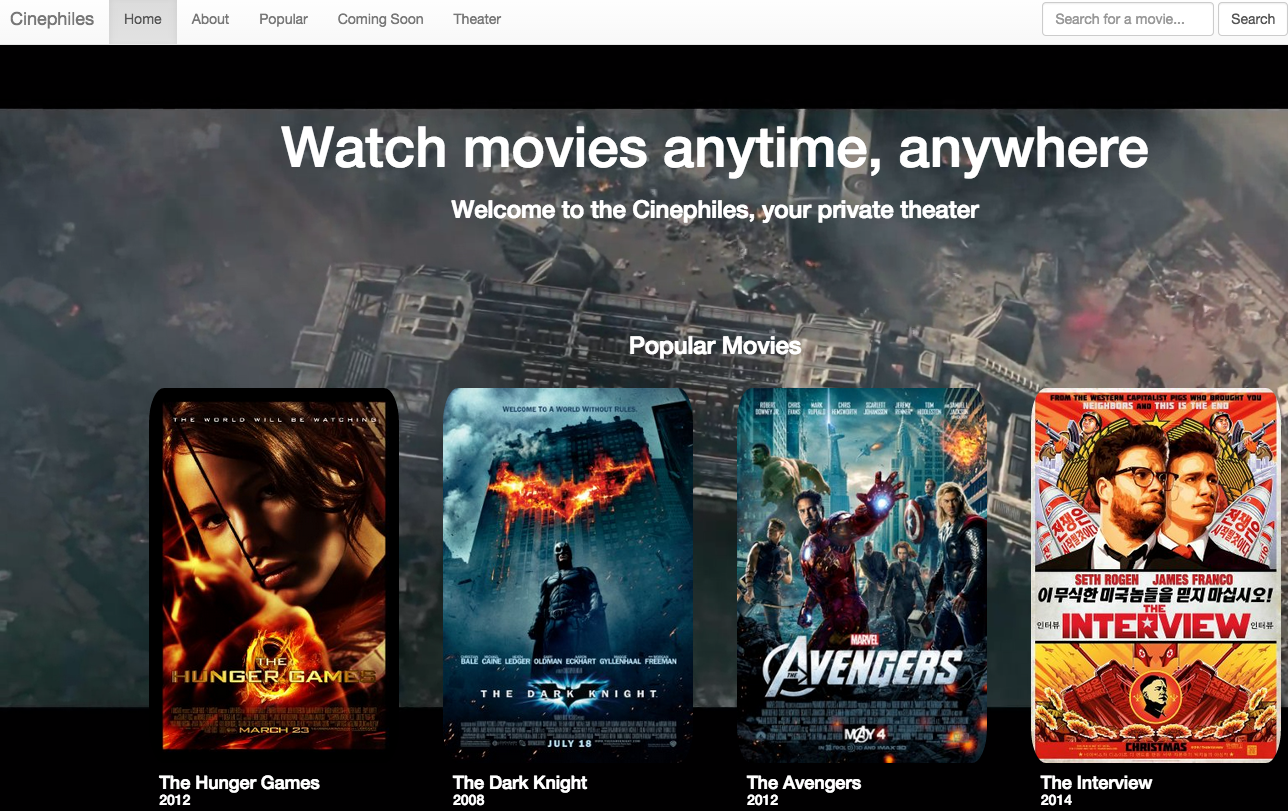 Cinephiles Home About Popular Coming Soon Theater Search for a movie... Search
Watch movies anytime, anywhere
Welcome to the Cinephiles, your private theater
Popular Movies
THE WORLD WILL BE WATCHING
THE
HUNGER GAMES
MARCH 23
WELCOME TO A WORLD WITHOUT RULES.
BALE CAINE LEDGER OLDMAN ECKHART GYLLENHAAL FREEMAN
THE DARK KNIGHT
JULY 18
ROBERT DOWNEY JR. CHRIS EVANS MARK RUFFALO CHRIS HEMSWORTH SCARLETT JOHANSSON JEREMY RENNER TOM HIDDLESTON SAMUEL L. JACKSON
MARVEL
THE AVENGERS
MAY 4
FROM THE WESTERN CAPITALIST PIGS WHO BROUGHT YOU
NEIGHBORS AND THIS IS THE END
SETH ROGEN JAMES FRANCO
이 무식한 미국놈들을 믿지 마십시오!
인터뷰 THE INTERVIEW 인터뷰
CHRISTMAS
The Hunger Games
2012
The Dark Knight
2008
The Avengers
2012
The Interview
2014